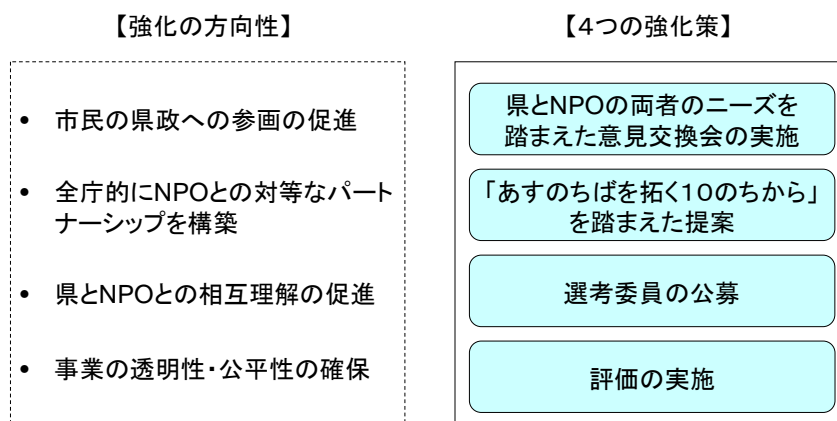 【強化の方向性】
• 市民の県政への参画の促進
• 全庁的にNPOとの対等なパート
ナーシップを構築
• 県とNPOとの相互理解の促進
• 事業の透明性・公平性の確保
【4つの強化策】
県とNPOの両者のニーズを
踏まえた意見交換会の実施
「あすのちばを拓く10のちから」
を踏まえた提案
選考委員の公募
評価の実施